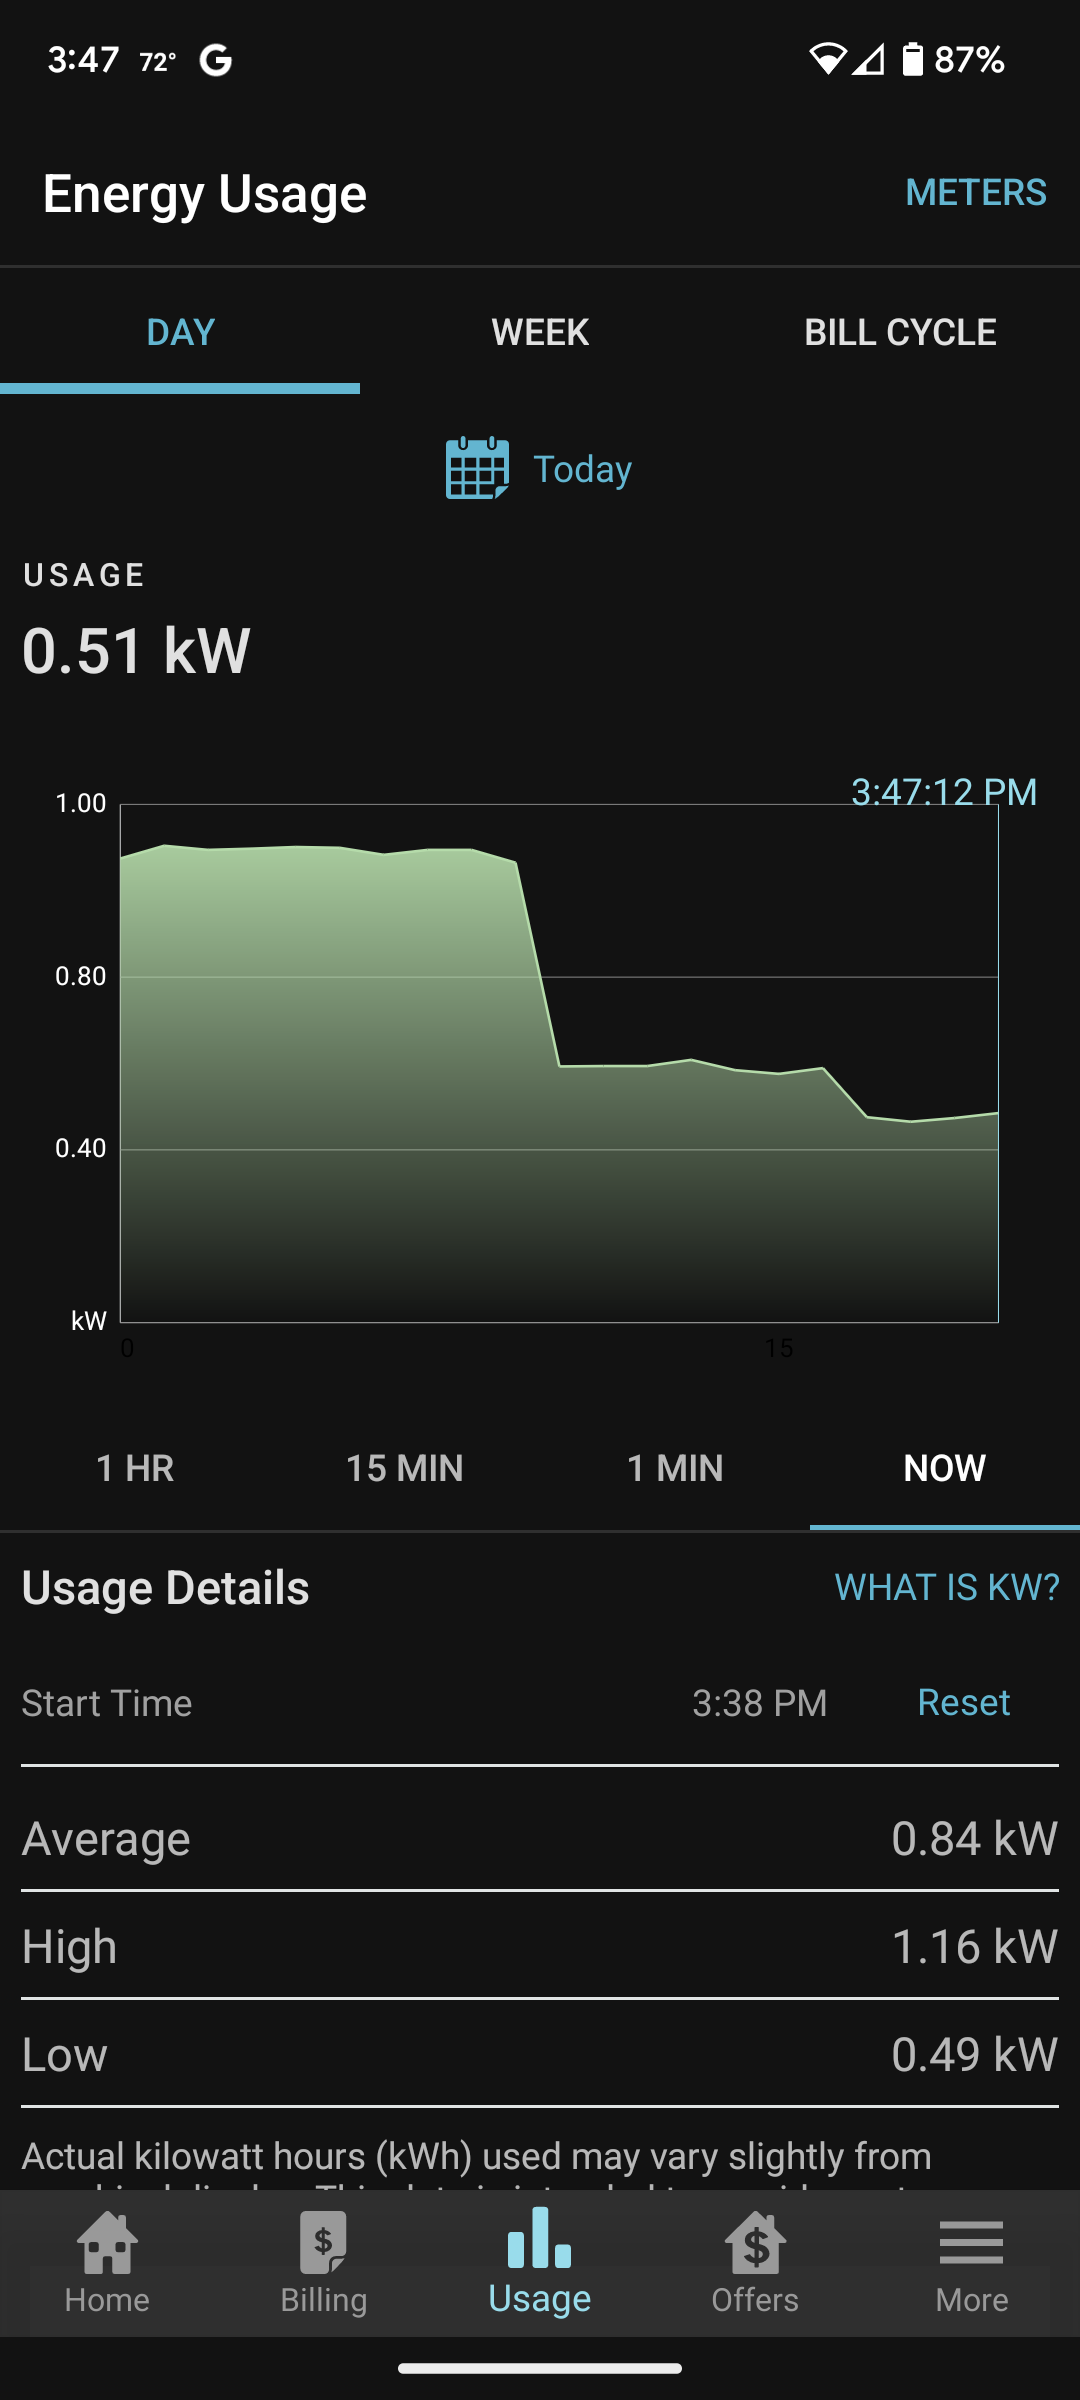 3:47 72° G 87%
Energy Usage METERS
DAY WEEK BILL CYCLE
Today
USAGE
0.51 kW
3:47:12 PM
1.00
0.80
0.40
kW
0 15
1 HR 15 MIN 1 MIN NOW
Usage Details WHAT IS KW?
Start Time 3:38 PM Reset
Average 0.84 kW
High 1.16 kW
Low 0.49 kW
Actual kilowatt hours (kWh) used may vary slightly from
$ $
Home Billing Usage Offers More